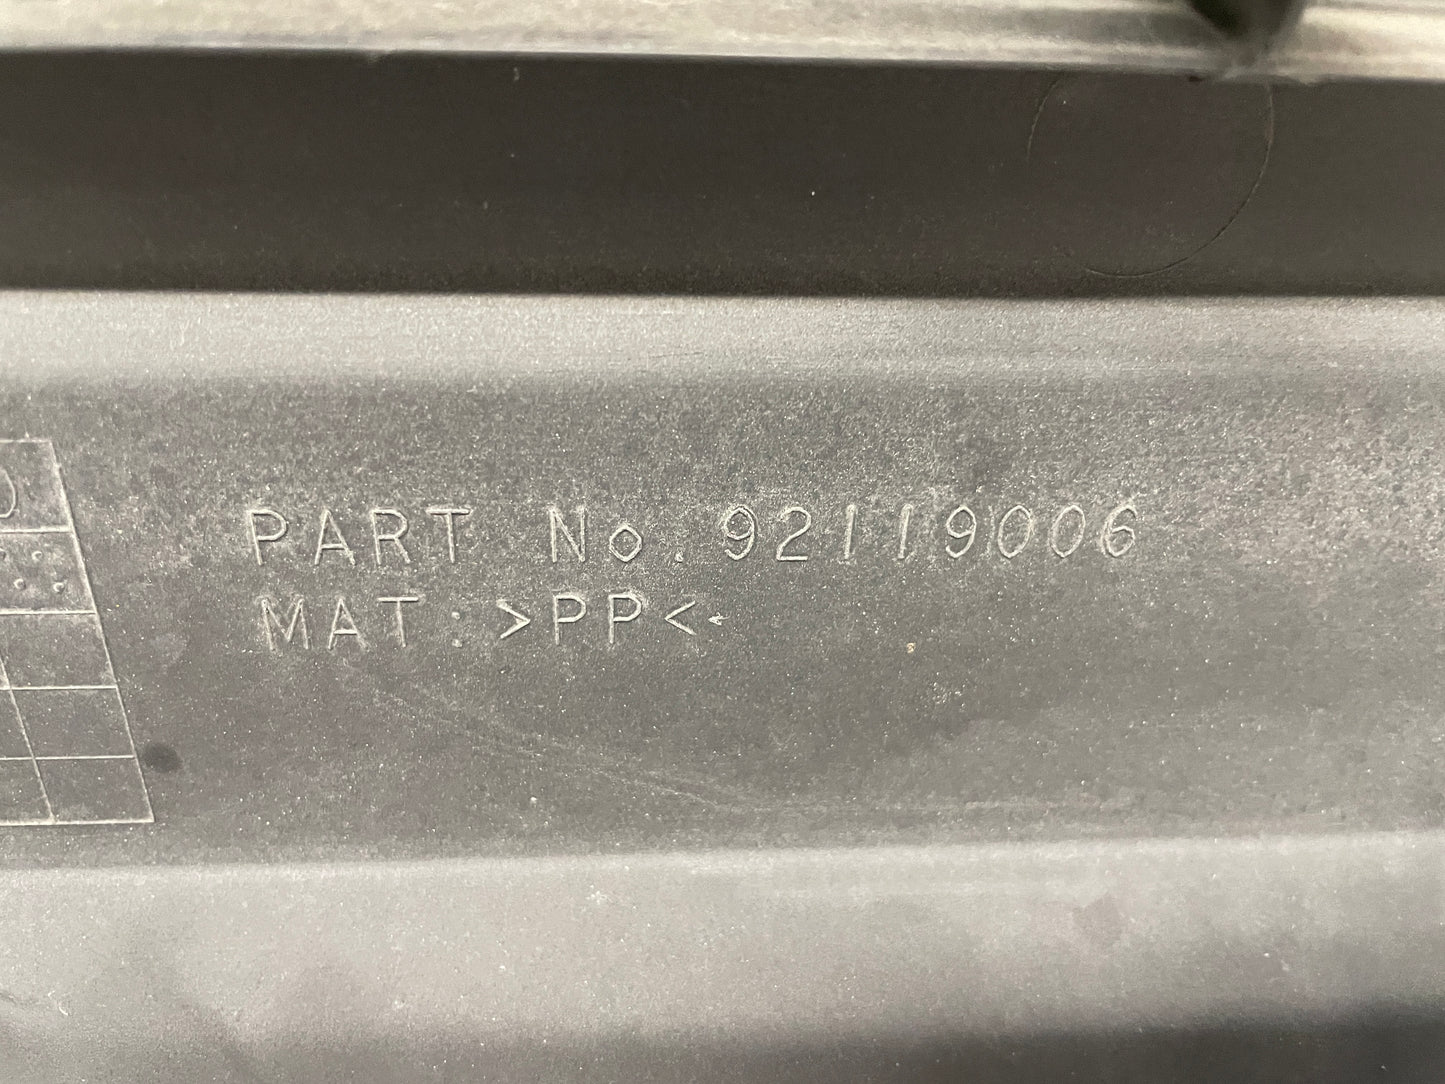 PART No. 92119006
MAT: >PP<